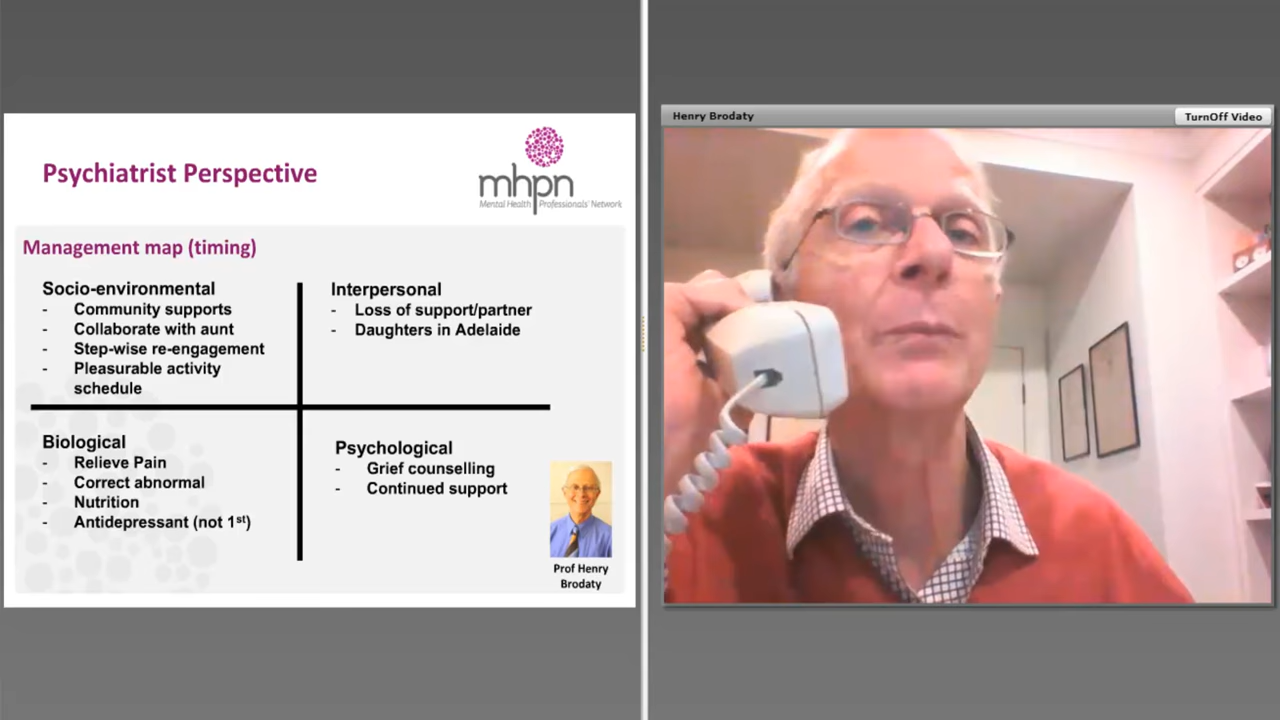 Psychiatrist Perspective
mhpn
Mental Health Professionals' Network
Management map (timing)
Socio-environmental
- Community supports
- Collaborate with aunt
- Step-wise re-engagement
- Pleasurable activity
schedule
Interpersonal
- Loss of support/partner
- Daughters in Adelaide
Biological
- Relieve Pain
- Correct abnormal
- Nutrition
- Antidepressant (not 1st)
Psychological
- Grief counselling
- Continued support
Prof Henry
Brodaty
Henry Brodaty
TurnOff Video